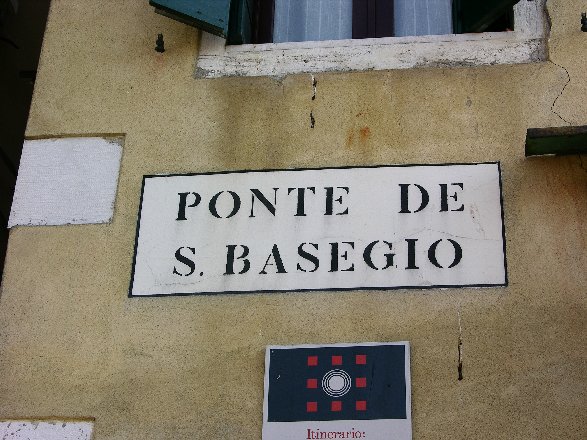 PONTE DE
S. BASEGIO
Itinerario: